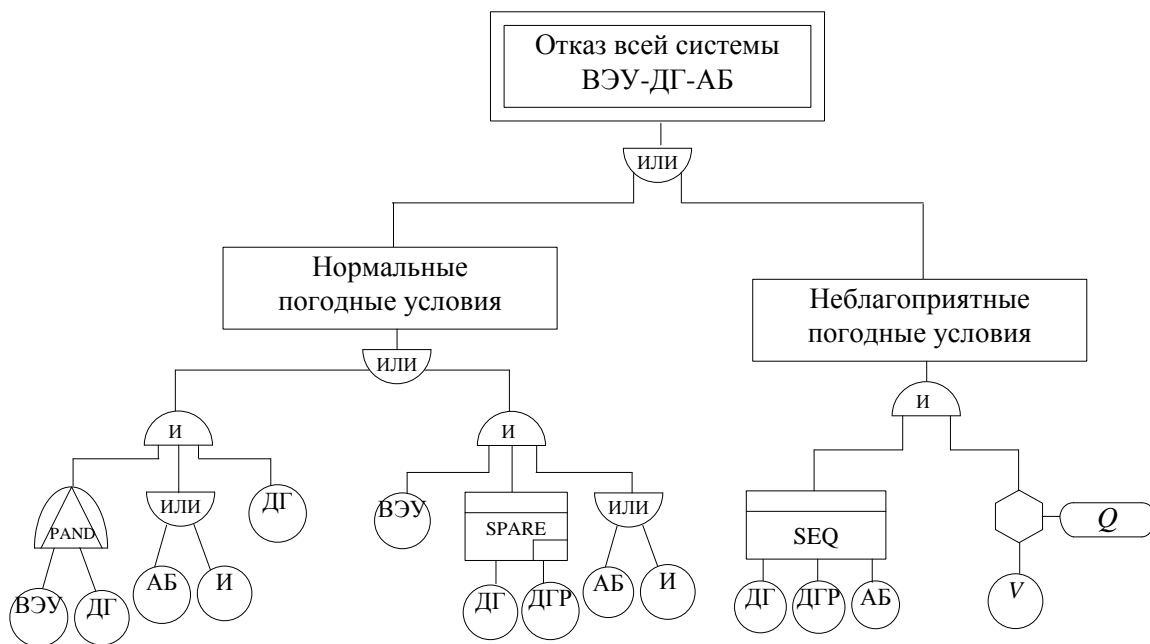 Отказ всей системы
ВЭУ-ДГ-АБ
ИЛИ
Нормальные
погодные условия
Неблагоприятные
погодные условия
ИЛИ
И
И
И
ВЭУ
ДГ
ИЛИ
PAND
SPARE
ИЛИ
SEQ
Q
АБ
И
ДГ
ДГР
АБ
И
ДГ
ДГР
АБ
V
ВЭУ
ДГ